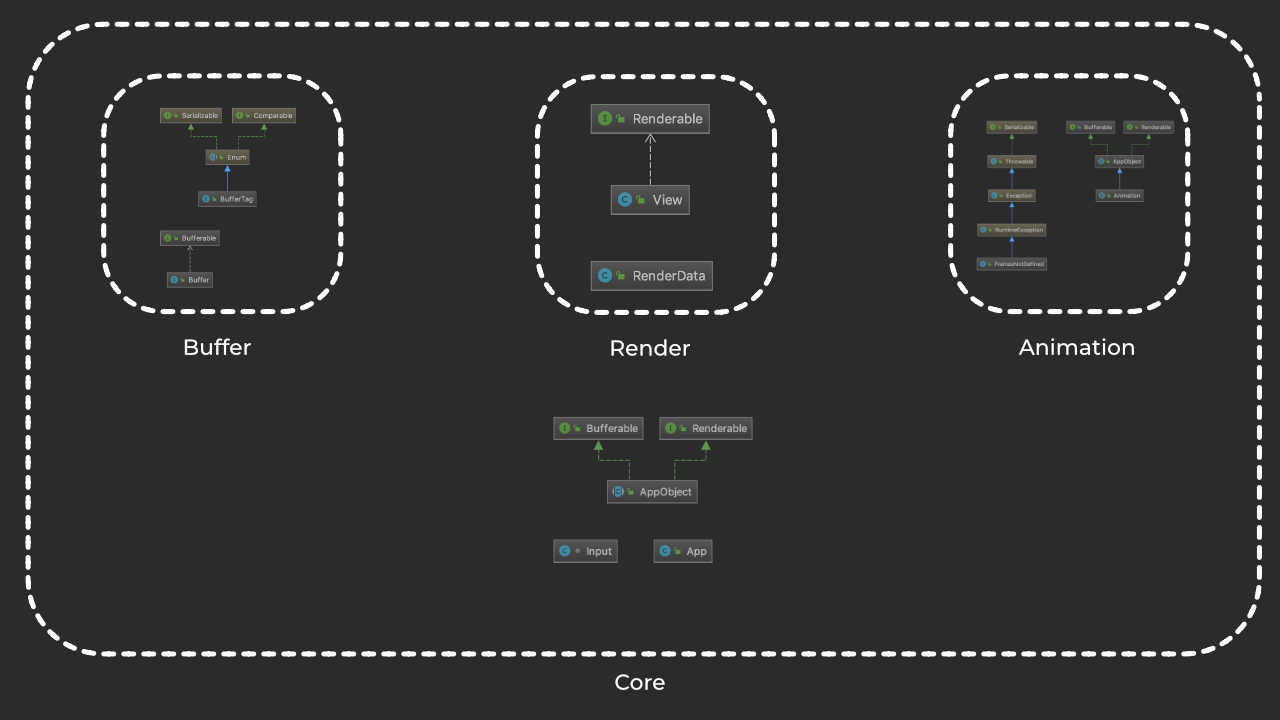 Serializable
Comparable
Enum
BufferTag
Bufferable
Buffer
Buffer
Renderable
View
RenderData
Render
Serializable
Throwable
Exception
RuntimeException
FramesNotDefined
Bufferable
Renderable
AppObject
Animation
Animation
Bufferable
Renderable
AppObject
Input
App
Core